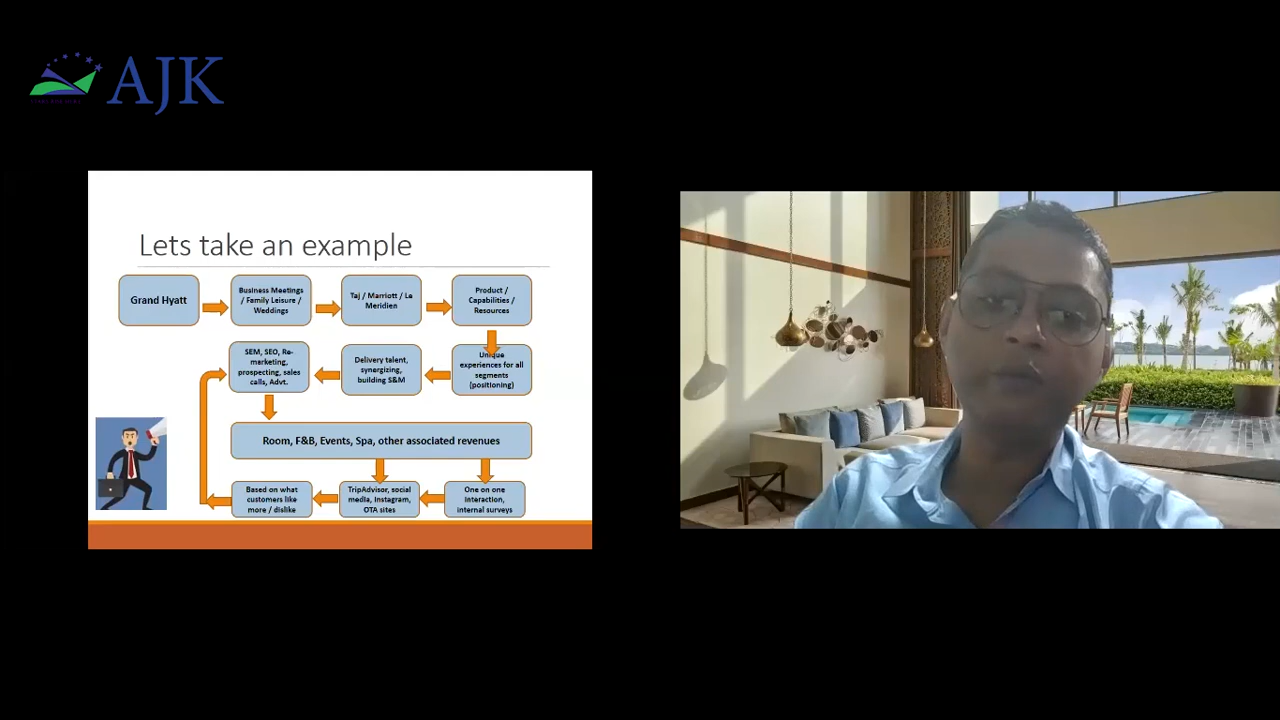 AJK
Lets take an example
Grand Hyatt
Business Meetings
/ Family Leisure /
Weddings
Taj / Marriott / Le
Meridien
Product /
Capabilities /
Resources
SEM, SEO, Re-
marketing,
prospecting, sales
calls, Advt.
Delivery talent,
synergizing,
building S&M
Unique
experiences for all
segments
(positioning)
Room, F&B, Events, Spa, other associated revenues
Based on what
customers like
more / dislike
TripAdvisor, social
media, Instagram,
OTA sites
One on one
interaction,
internal surveys